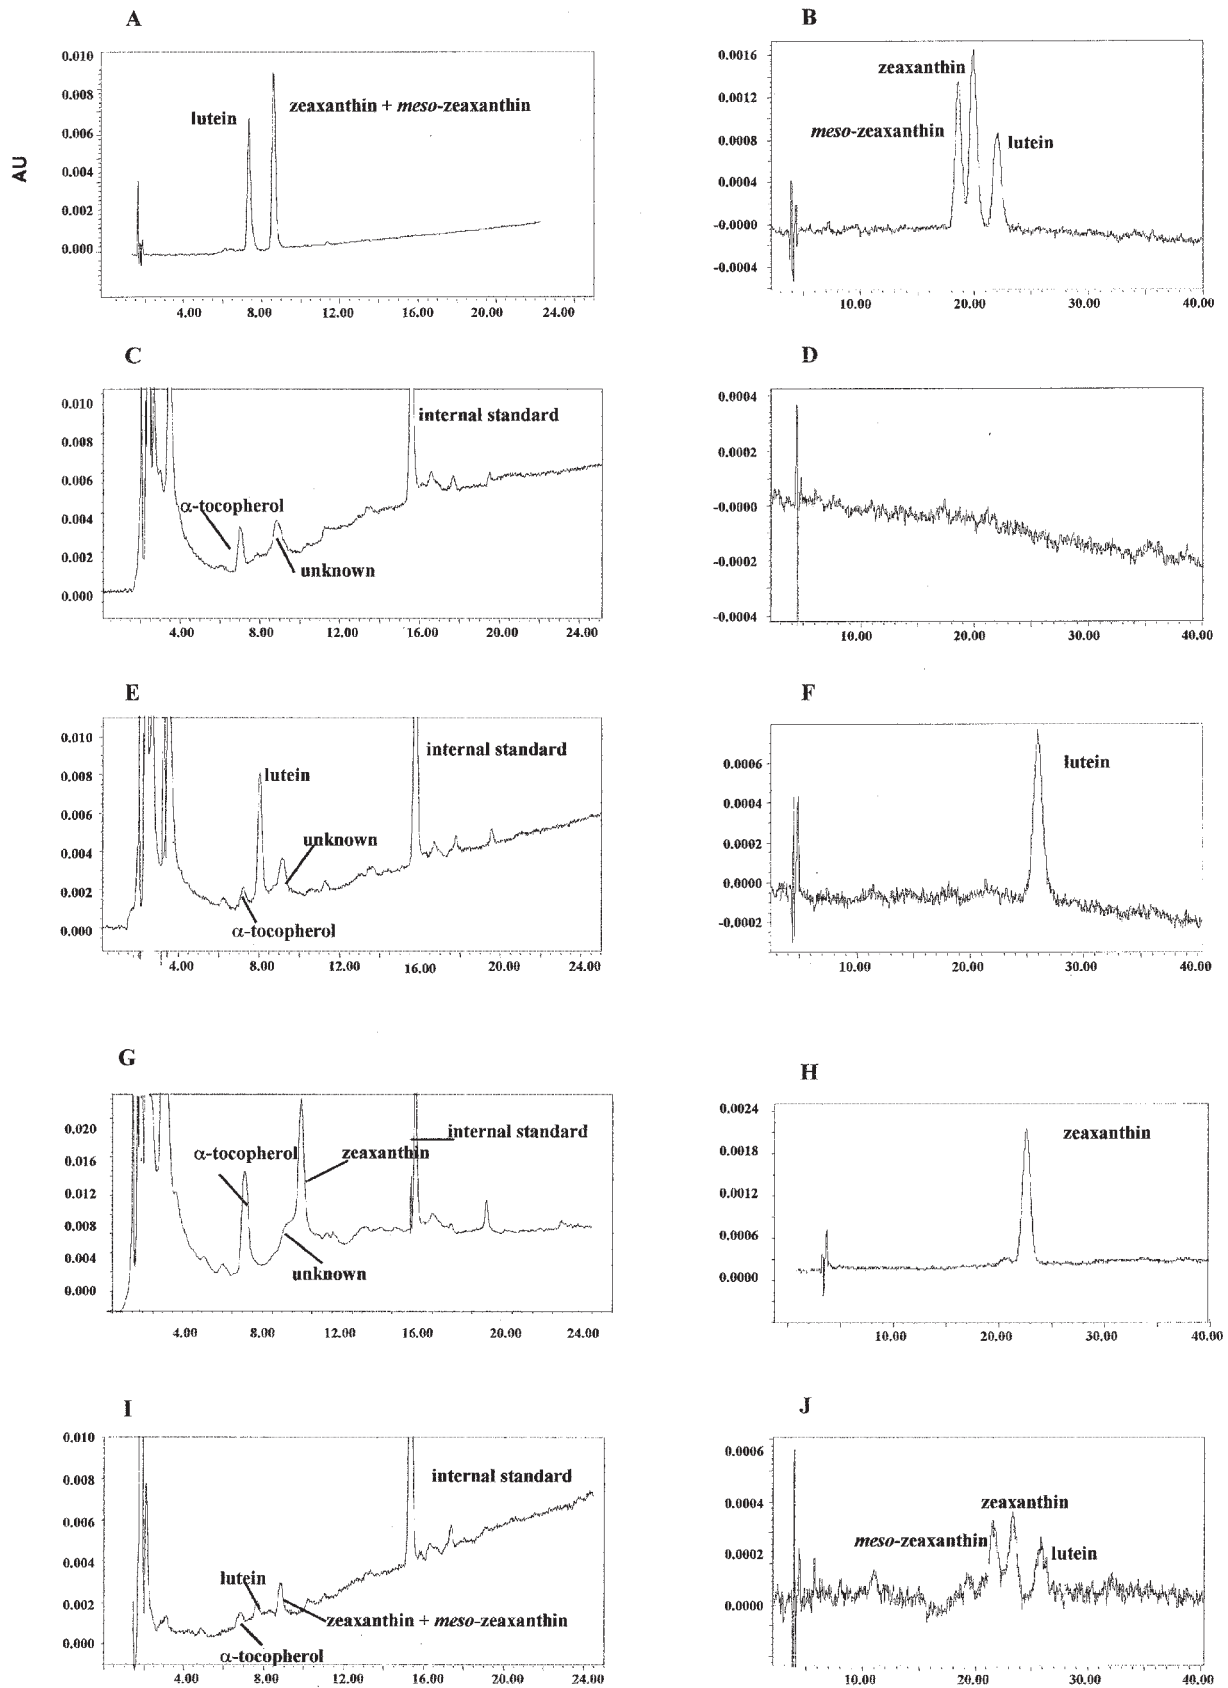 A
0.010
0.008
0.006
0.004
0.002
0.000
AU
lutein
zeaxanthin + meso-zeaxanthin
4.00 8.00 12.00 16.00 20.00 24.00
B
0.0016
0.0012
0.0008
0.0004
-0.0000
-0.0004
zeaxanthin
meso-zeaxanthin
lutein
10.00 20.00 30.00 40.00
C
0.010
0.008
0.006
0.004
0.002
0.000
internal standard
α-tocopherol
unknown
4.00 8.00 12.00 16.00 20.00 24.00
D
0.0004
0.0002
-0.0000
-0.0002
-0.0004
10.00 20.00 30.00 40.00
E
0.010
0.008
0.006
0.004
0.002
0.000
internal standard
lutein
unknown
α-tocopherol
4.00 8.00 12.00 16.00 20.00 24.00
F
0.0006
0.0004
0.0002
0.0000
-0.0002
lutein
10.00 20.00 30.00 40.00
G
0.020
0.016
0.012
0.008
0.004
0.000
internal standard
α-tocopherol
zeaxanthin
unknown
4.00 8.00 12.00 16.00 20.00 24.00
H
0.0024
0.0018
0.0012
0.0006
0.0000
zeaxanthin
10.00 20.00 30.00 40.00
I
0.010
0.008
0.006
0.004
0.002
0.000
internal standard
lutein
zeaxanthin + meso-zeaxanthin
α-tocopherol
4.00 8.00 12.00 16.00 20.00 24.00
J
0.0006
0.0004
0.0002
0.0000
zeaxanthin
meso-zeaxanthin
lutein
10.00 20.00 30.00 40.00